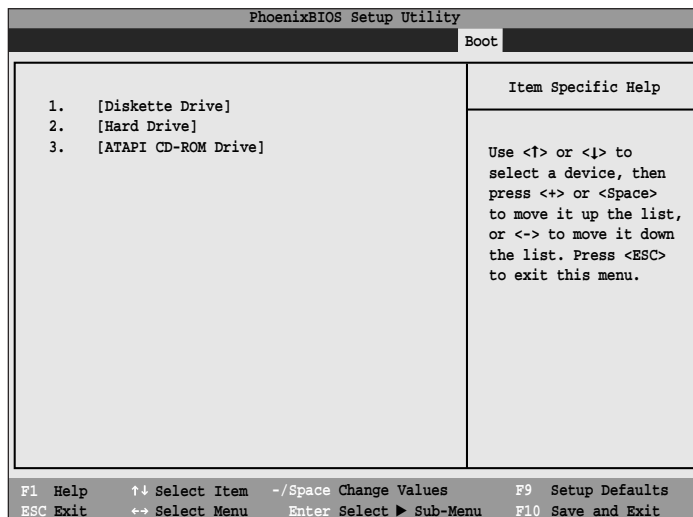 PhoenixBIOS Setup Utility
Boot
1. [Diskette Drive]
2. [Hard Drive]
3. [ATAPI CD-ROM Drive]
Item Specific Help
Use <↑> or <↓> to
select a device, then
press <+> or <Space>
to move it up the list,
or <-> to move it down
the list. Press <ESC>
to exit this menu.
F1 Help ↑↓ Select Item -/Space Change Values F9 Setup Defaults
ESC Exit ←→ Select Menu Enter Select ▶ Sub-Menu F10 Save and Exit